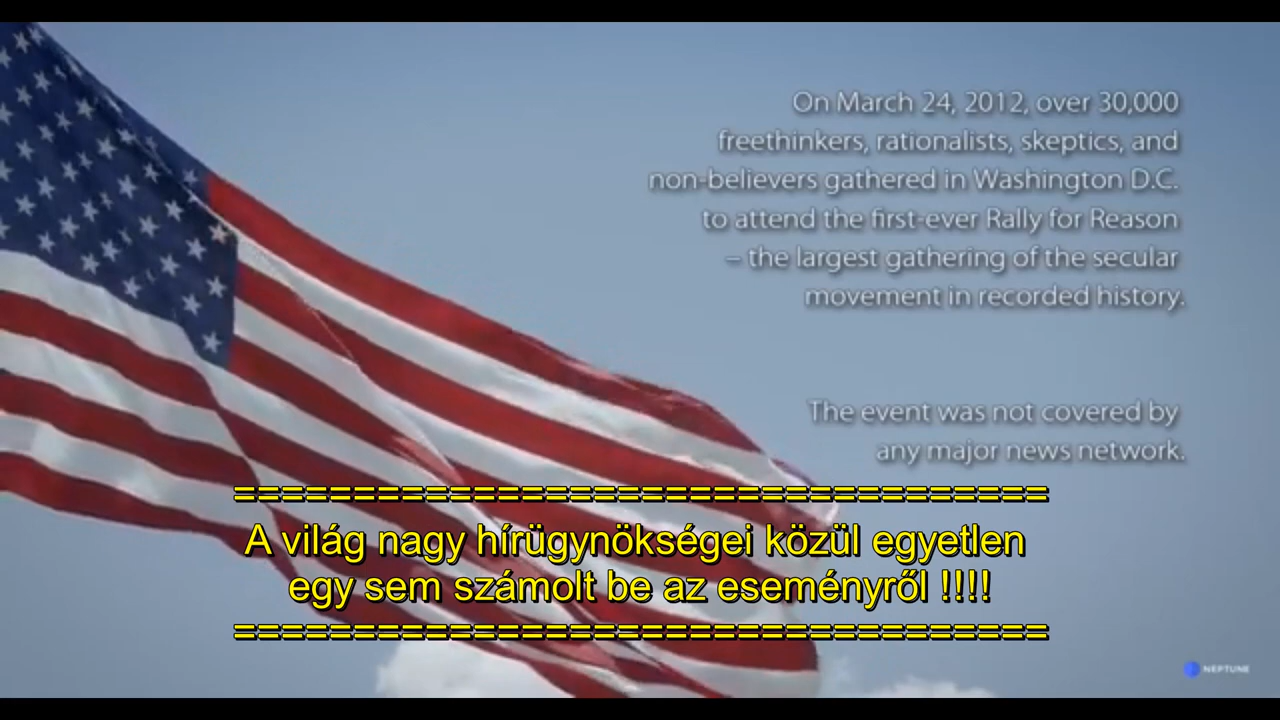 On March 24, 2012, over 30,000
freethinkers, rationalists, skeptics, and
non-believers gathered in Washington D.C.
to attend the first-ever Rally for Reason
– the largest gathering of the secular
movement in recorded history.
The event was not covered by
any major news network.
==================================
A világ nagy hírügynökségei közül egyetlen
egy sem számolt be az eseményről !!!!
==================================
NEPTUNE